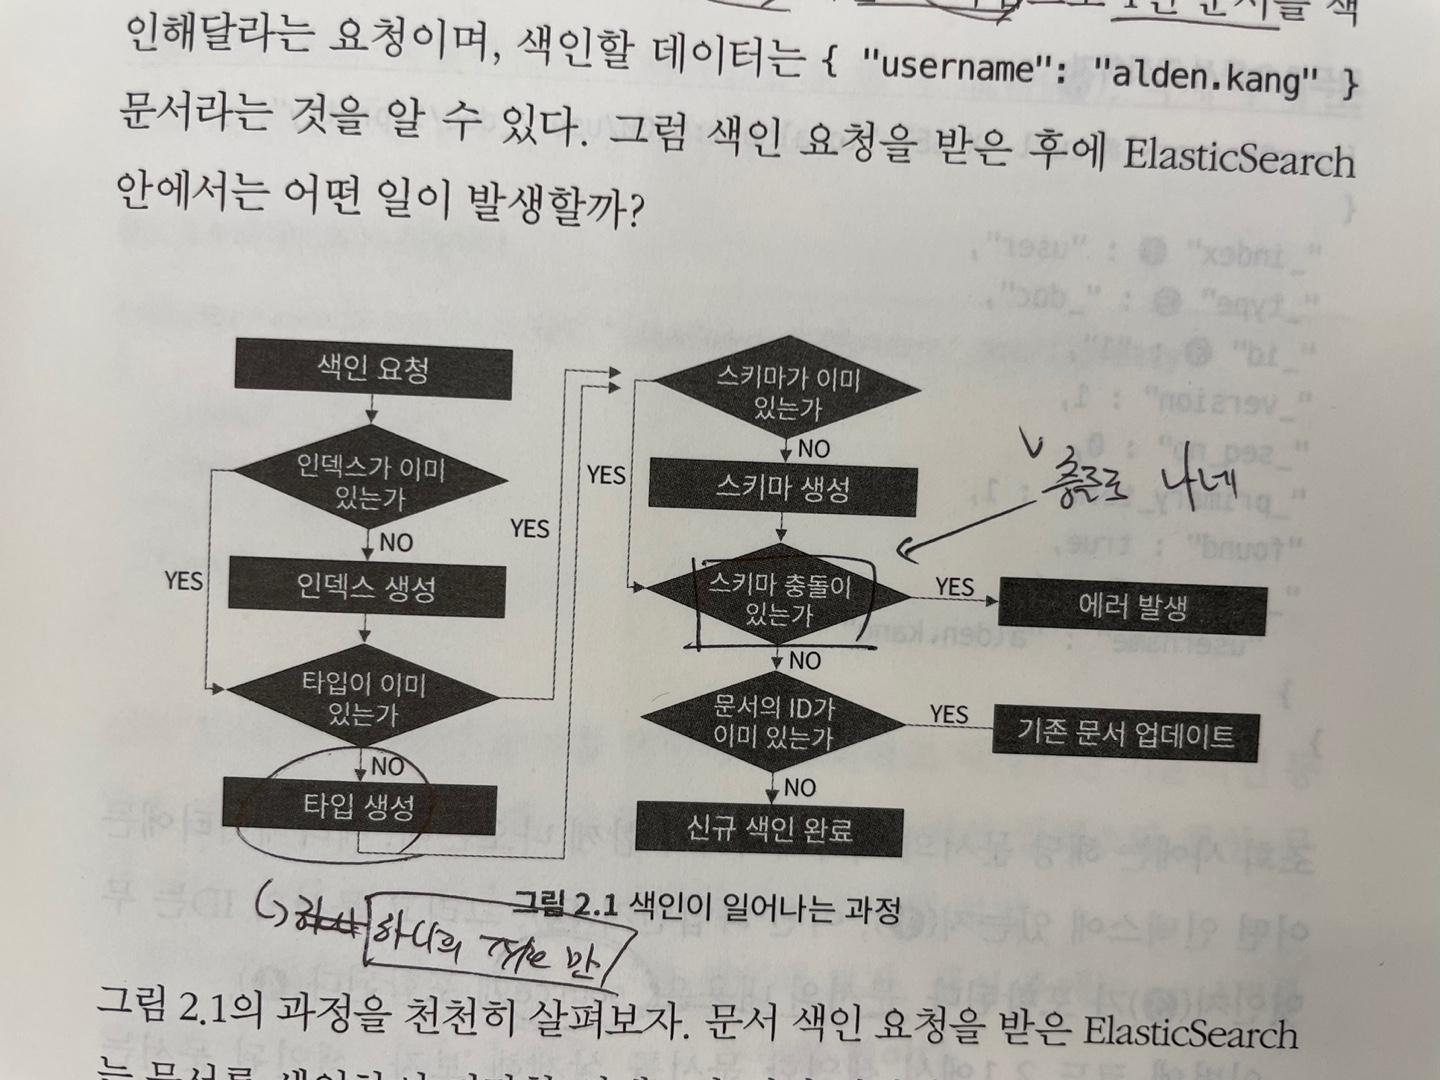 1건 문서를 색
인해달라는 요청이며, 색인할 데이터는 { "username": "alden.kang" }
문서라는 것을 알 수 있다. 그럼 색인 요청을 받은 후에 ElasticSearch
안에서는 어떤 일이 발생할까?
색인 요청
인덱스가 이미
있는가
NO
YES
인덱스 생성
타입이 이미
있는가
YES
NO
타입 생성
스키마가 이미
있는가
NO
YES
스키마 생성
스키마 충돌이
있는가
YES
에러 발생
NO
문서의 ID가
이미 있는가
YES
기존 문서 업데이트
NO
신규 색인 완료
나네
그림 2.1 색인이 일어나는 과정
하나의 type 만
그림 2.1의 과정을 천천히 살펴보자. 문서 색인 요청을 받은 ElasticSearch
는 문서를